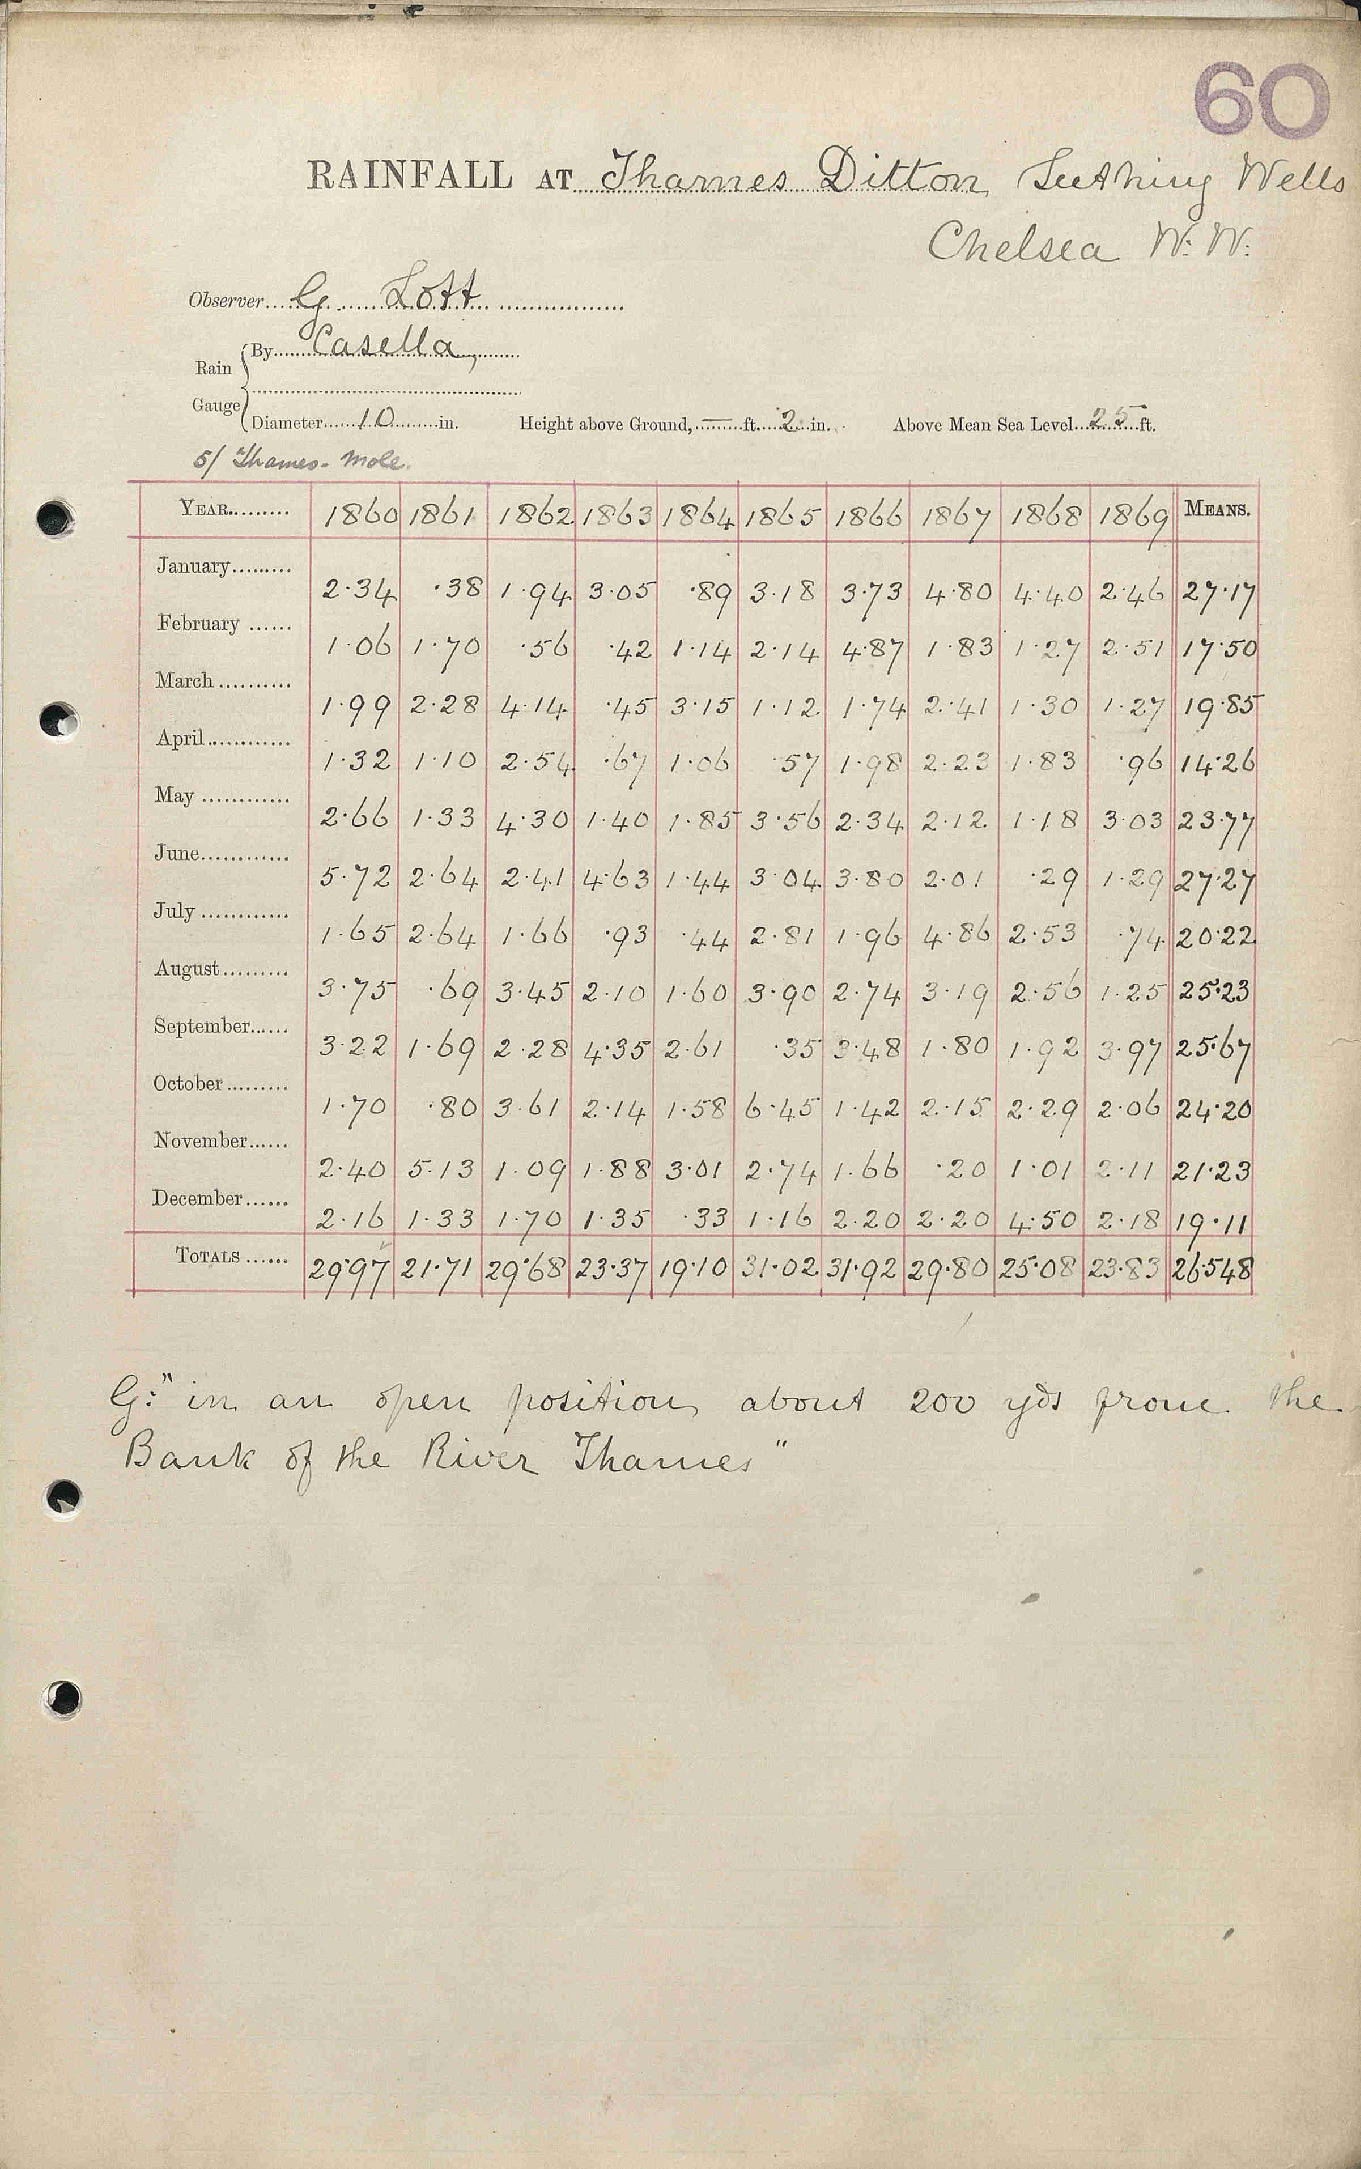 60
RAINFALL AT Thames Ditton, Seething Wells
Chelsea W. W.
Observer G Lott
Rain Gauge { By Casella,
Diameter 10 in. Height above Ground, — ft. 2 in. Above Mean Sea Level 25 ft.
5/ Thames - Mole.
YEAR 1860 1861 1862 1863 1864 1865 1866 1867 1868 1869 MEANS.
January 2.34 .38 1.94 3.05 .89 3.18 3.73 4.80 4.40 2.46 27.17
February 1.06 1.70 .56 .42 1.14 2.14 4.87 1.83 1.27 2.51 17.50
March 1.99 2.28 4.14 .45 3.15 1.12 1.74 2.41 1.30 1.27 19.85
April 1.32 1.10 2.54 .67 1.06 .57 1.98 2.23 1.83 .96 14.26
May 2.66 1.33 4.30 1.40 1.85 3.56 2.34 2.12 1.18 3.03 23.77
June 5.72 2.64 2.41 4.63 1.44 3.04 3.80 2.01 .29 1.29 27.27
July 1.65 2.64 1.66 .93 .44 2.81 1.96 4.86 2.53 .74 20.22
August 3.75 .69 3.45 2.10 1.60 3.90 2.74 3.19 2.56 1.25 25.23
September 3.22 1.69 2.28 4.35 2.61 .35 3.48 1.80 1.92 3.97 25.67
October 1.70 .80 3.61 2.14 1.58 6.45 1.42 2.15 2.29 2.06 24.20
November 2.40 5.13 1.09 1.88 3.01 2.74 1.66 .20 1.01 2.11 21.23
December 2.16 1.33 1.70 1.35 .33 1.16 2.20 2.20 4.50 2.18 19.11
TOTALS 29.97 21.71 29.68 23.37 19.10 31.02 31.92 29.80 25.08 23.83 26.548
G: "in an open position, about 200 yds from the
Bank of the River Thames"